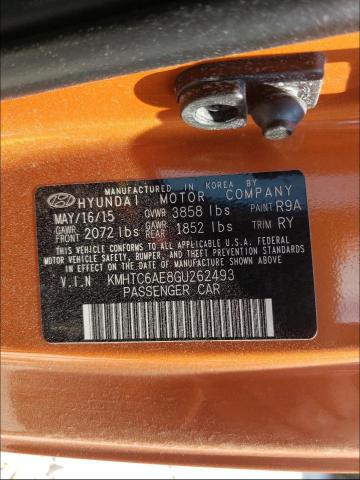 MANUFACTURED IN KOREA BY
HYUNDAI MOTOR COMPANY
MAY/16/15 GVWR 3858 lbs PAINT R9A
GAWR FRONT 2072 lbs GAWR REAR 1852 lbs TRIM RY
THIS VEHICLE CONFORMS TO ALL APPLICABLE U.S.A. FEDERAL
MOTOR VEHICLE SAFETY, BUMPER, AND THEFT PREVENTION
STANDARDS IN EFFECT ON THE DATE OF MANUFACTURE
SHOWN ABOVE.
V.I.N KMHTC6AE8GU262493
PASSENGER CAR